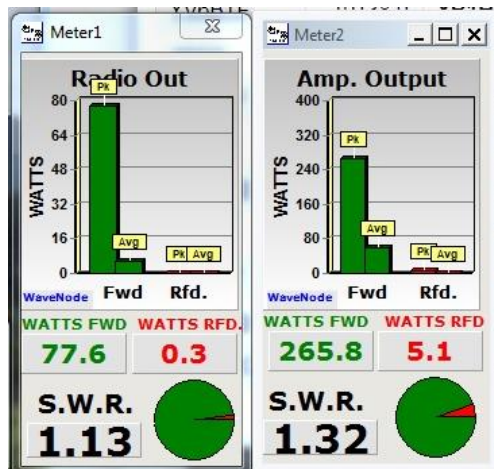 Meter1
Radio Out
80
64
48
32
16
0
WATTS
Pk
Avg
Pk
Avg
WaveNode
Fwd
Rfd.
WATTS FWD
WATTS RFD.
77.6
0.3
S.W.R.
1.13
Meter2
Amp. Output
400
320
240
160
80
0
WATTS
Pk
Avg
Pk
Avg
WaveNode
Fwd
Rfd.
WATTS FWD
WATTS RFD
265.8
5.1
S.W.R.
1.32